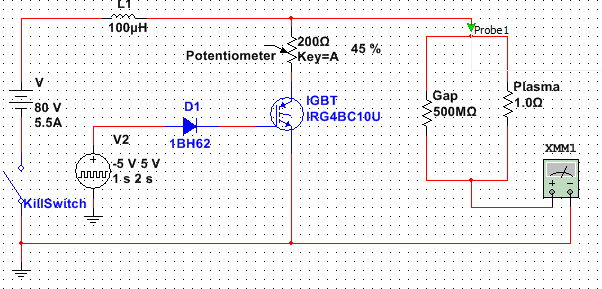 L1
100µH
Probe1
200Ω
Key=A
45 %
Potentiometer
V
80 V
5.5A
D1
1BH62
IGBT
IRG4BC10U
Gap
500MΩ
Plasma
1.0Ω
V2
-5 V 5 V
1 s 2 s
XMM1
KillSwitch